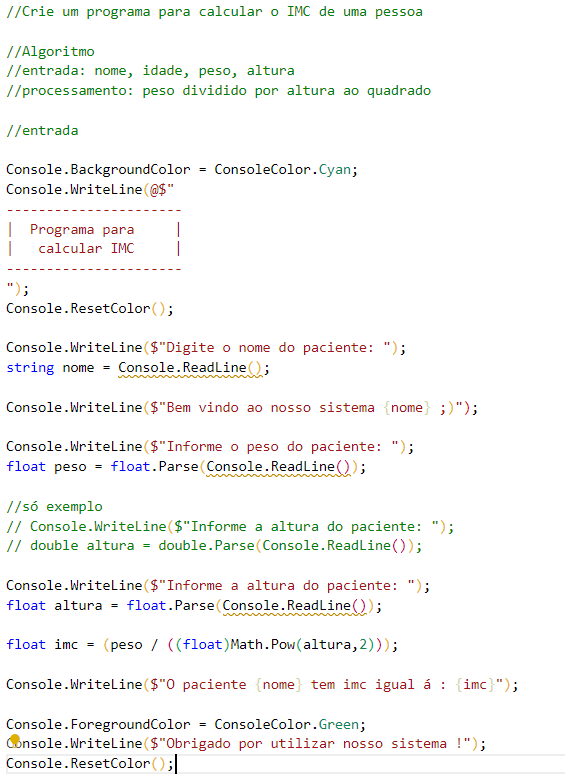 //Crie um programa para calcular o IMC de uma pessoa
//Algoritmo
//entrada: nome, idade, peso, altura
//processamento: peso dividido por altura ao quadrado
//entrada
Console.BackgroundColor = ConsoleColor.Cyan;
Console.WriteLine(@$"
----------------------
|  Programa para     |
|   calcular IMC     |
----------------------
");
Console.ResetColor();
Console.WriteLine($"Digite o nome do paciente: ");
string nome = Console.ReadLine();
Console.WriteLine($"Bem vindo ao nosso sistema {nome} ;)");
Console.WriteLine($"Informe o peso do paciente: ");
float peso = float.Parse(Console.ReadLine());
//só exemplo
// Console.WriteLine($"Informe a altura do paciente: ");
// double altura = double.Parse(Console.ReadLine());
Console.WriteLine($"Informe a altura do paciente: ");
float altura = float.Parse(Console.ReadLine());
float imc = (peso / ((float)Math.Pow(altura,2)));
Console.WriteLine($"O paciente {nome} tem imc igual á : {imc}");
Console.ForegroundColor = ConsoleColor.Green;
Console.WriteLine($"Obrigado por utilizar nosso sistema !");
Console.ResetColor();